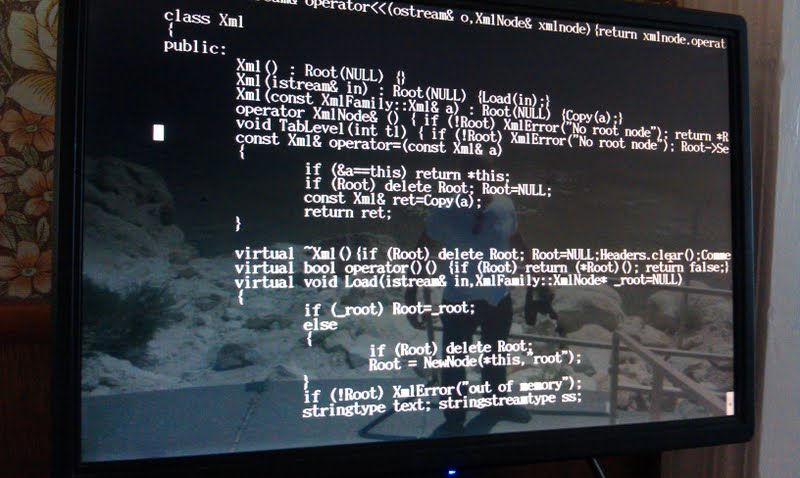 operator<<(ostream& o,XmlNode& xmlnode){return xmlnode.operat
class Xml
{
public:
Xml() : Root(NULL) {}
Xml(istream& in) : Root(NULL) {Load(in);}
Xml(const XmlFamily::Xml& a) : Root(NULL) {Copy(a);}
operator XmlNode& () { if (!Root) XmlError("No root node"); return *R
void TabLevel(int tl) { if (!Root) XmlError("No root node"); Root->Se
const Xml& operator=(const Xml& a)
{
if (&a==this) return *this;
if (Root) delete Root; Root=NULL;
const Xml& ret=Copy(a);
return ret;
}
virtual ~Xml(){if (Root) delete Root; Root=NULL;Headers.clear();Comme
virtual bool operator()() {if (Root) return (*Root)(); return false;}
virtual void Load(istream& in,XmlFamily::XmlNode* _root=NULL)
{
if (_root) Root=_root;
else
{
if (Root) delete Root;
Root = NewNode(*this,"root");
}
if (!Root) XmlError("out of memory");
stringtype text; stringstreamtype ss;